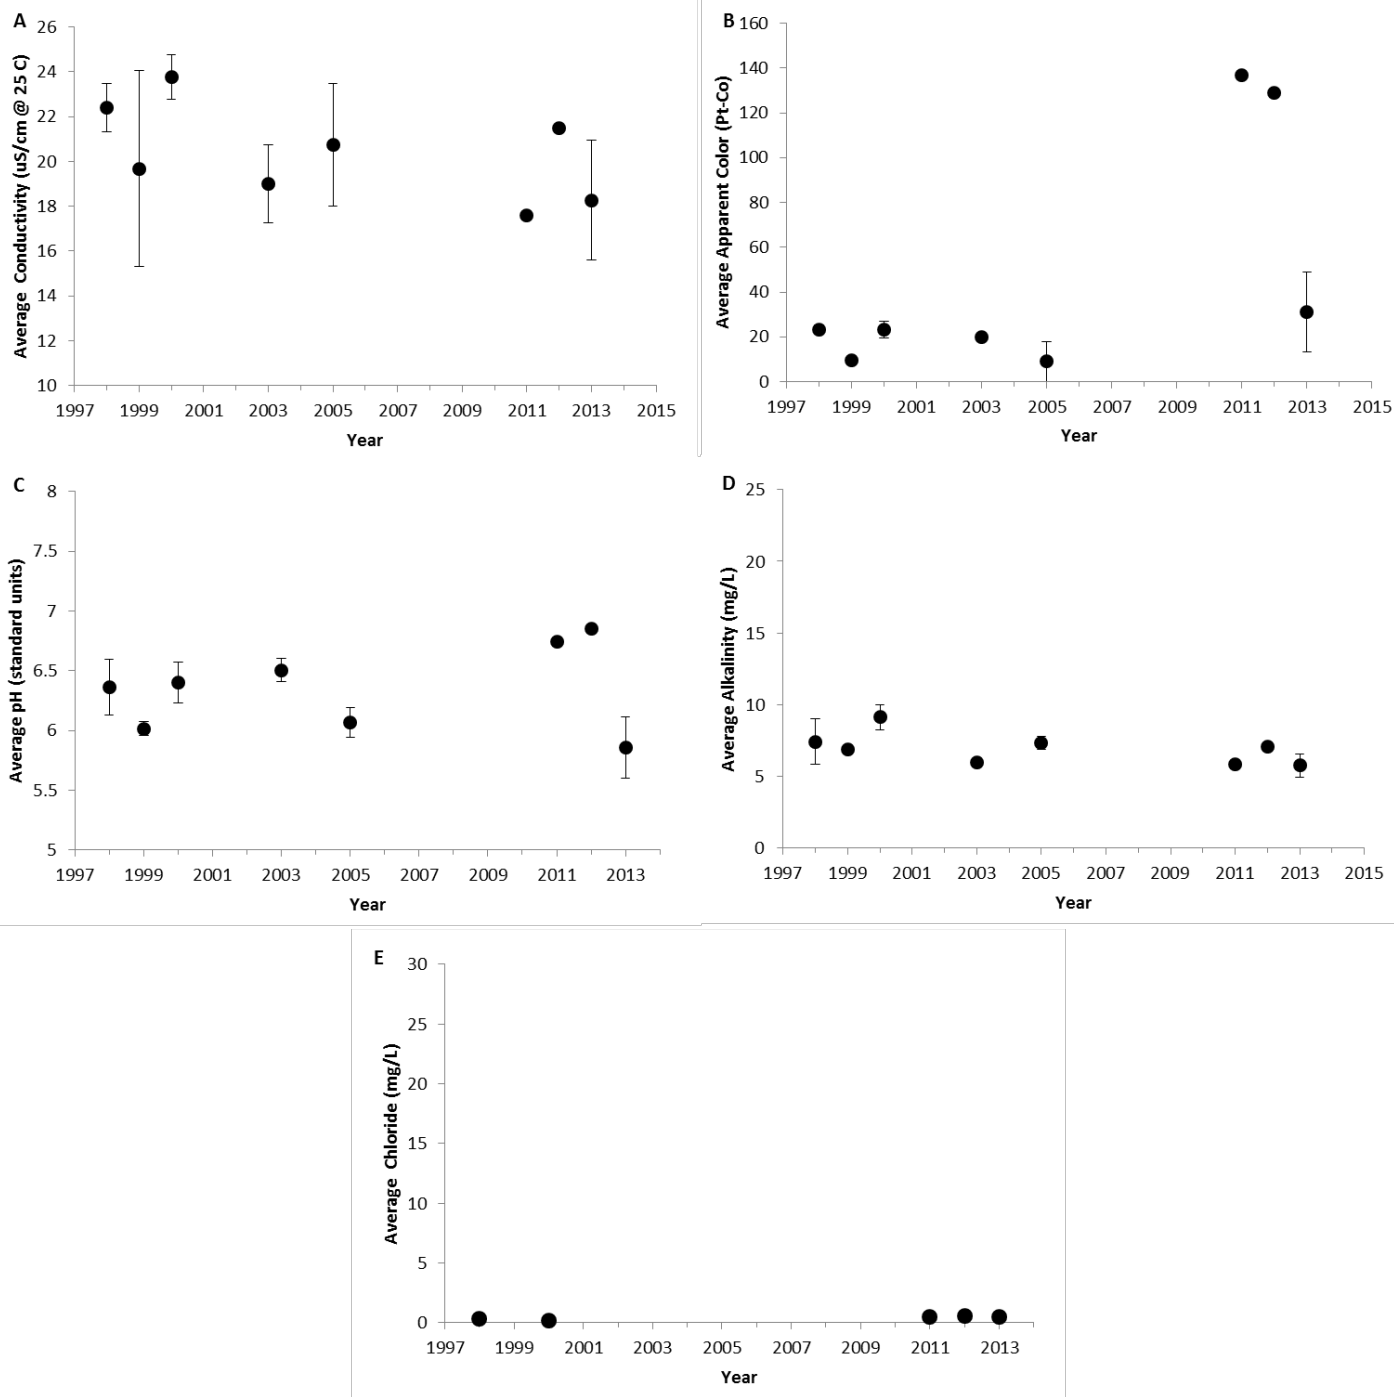 A
Average Conductivity (uS/cm @ 25 C)
26
24
22
20
18
16
14
12
10
1997 1999 2001 2003 2005 2007 2009 2011 2013 2015
Year
B
Average Apparent Color (Pt-Co)
160
140
120
100
80
60
40
20
0
1997 1999 2001 2003 2005 2007 2009 2011 2013 2015
Year
C
Average pH (standard units)
8
7.5
7
6.5
6
5.5
5
1997 1999 2001 2003 2005 2007 2009 2011 2013
Year
D
Average Alkalinity (mg/L)
25
20
15
10
5
0
1997 1999 2001 2003 2005 2007 2009 2011 2013 2015
Year
E
Average Chloride (mg/L)
30
25
20
15
10
5
0
1997 1999 2001 2003 2005 2007 2009 2011 2013
Year